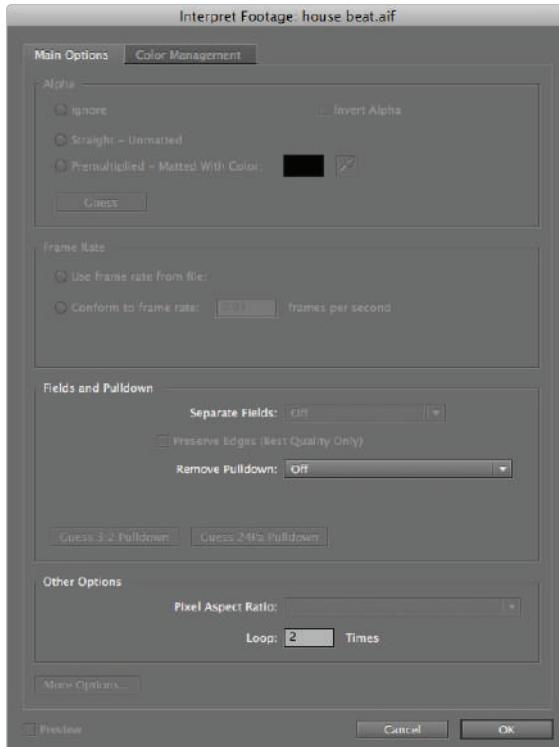 Interpret Footage: house beat.aif
Main Options Color Management
Alpha
Ignore Invert Alpha
Straight – Unmatted
Premultiplied – Matted With Color:
Guess
Frame Rate
Use frame rate from file:
Conform to frame rate: frames per second
Fields and Pulldown
Separate Fields: Off
Preserve Edges (Best Quality Only)
Remove Pulldown: Off
Guess 3:2 Pulldown Guess 24Pa Pulldown
Other Options
Pixel Aspect Ratio:
Loop: 2 Times
More Options...
Preview Cancel OK